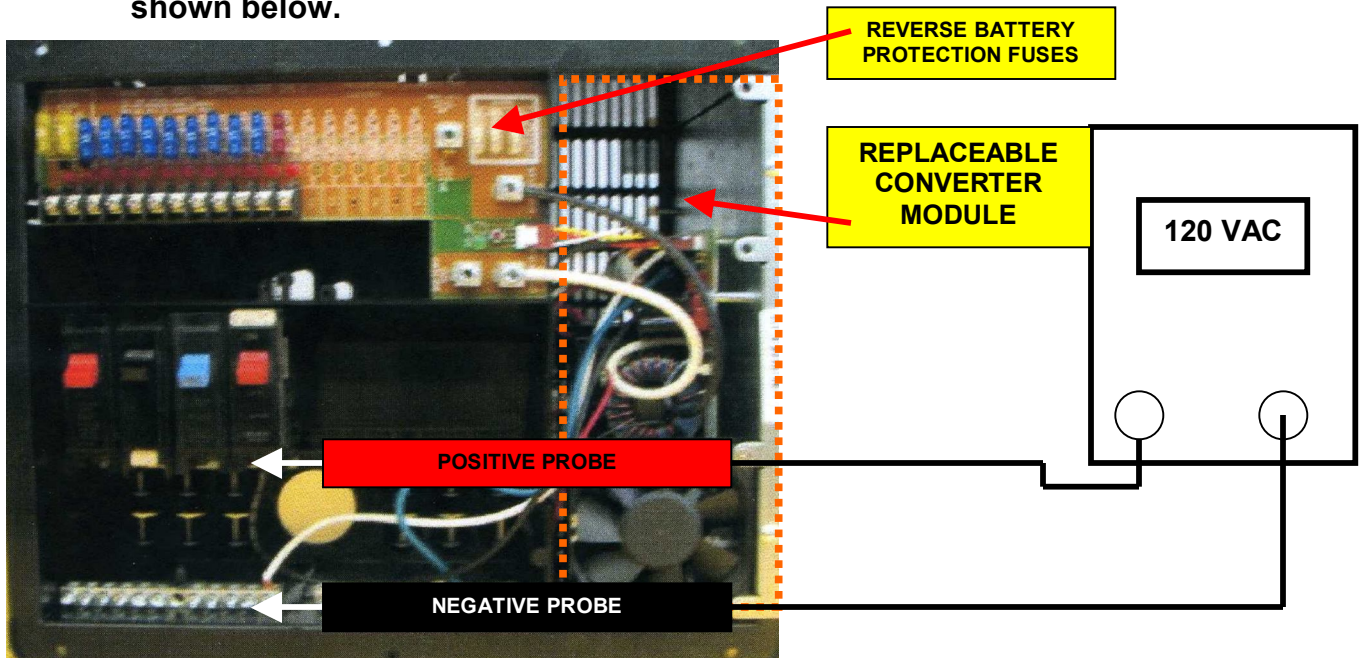 shown below.
REVERSE BATTERY
PROTECTION FUSES
REPLACEABLE
CONVERTER
MODULE
120 VAC
POSITIVE PROBE
NEGATIVE PROBE